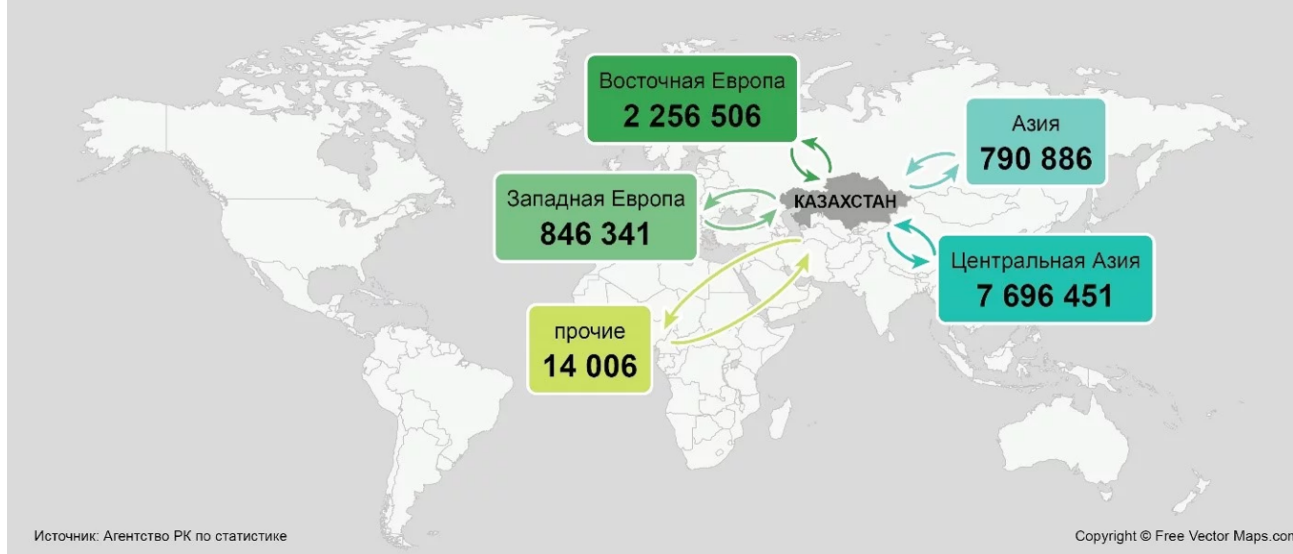 Восточная Европа
2 256 506
Азия
790 886
Западная Европа
846 341
КАЗАХСТАН
Центральная Азия
7 696 451
прочие
14 006
Источник: Агентство РК по статистике
Copyright © Free Vector Maps.com